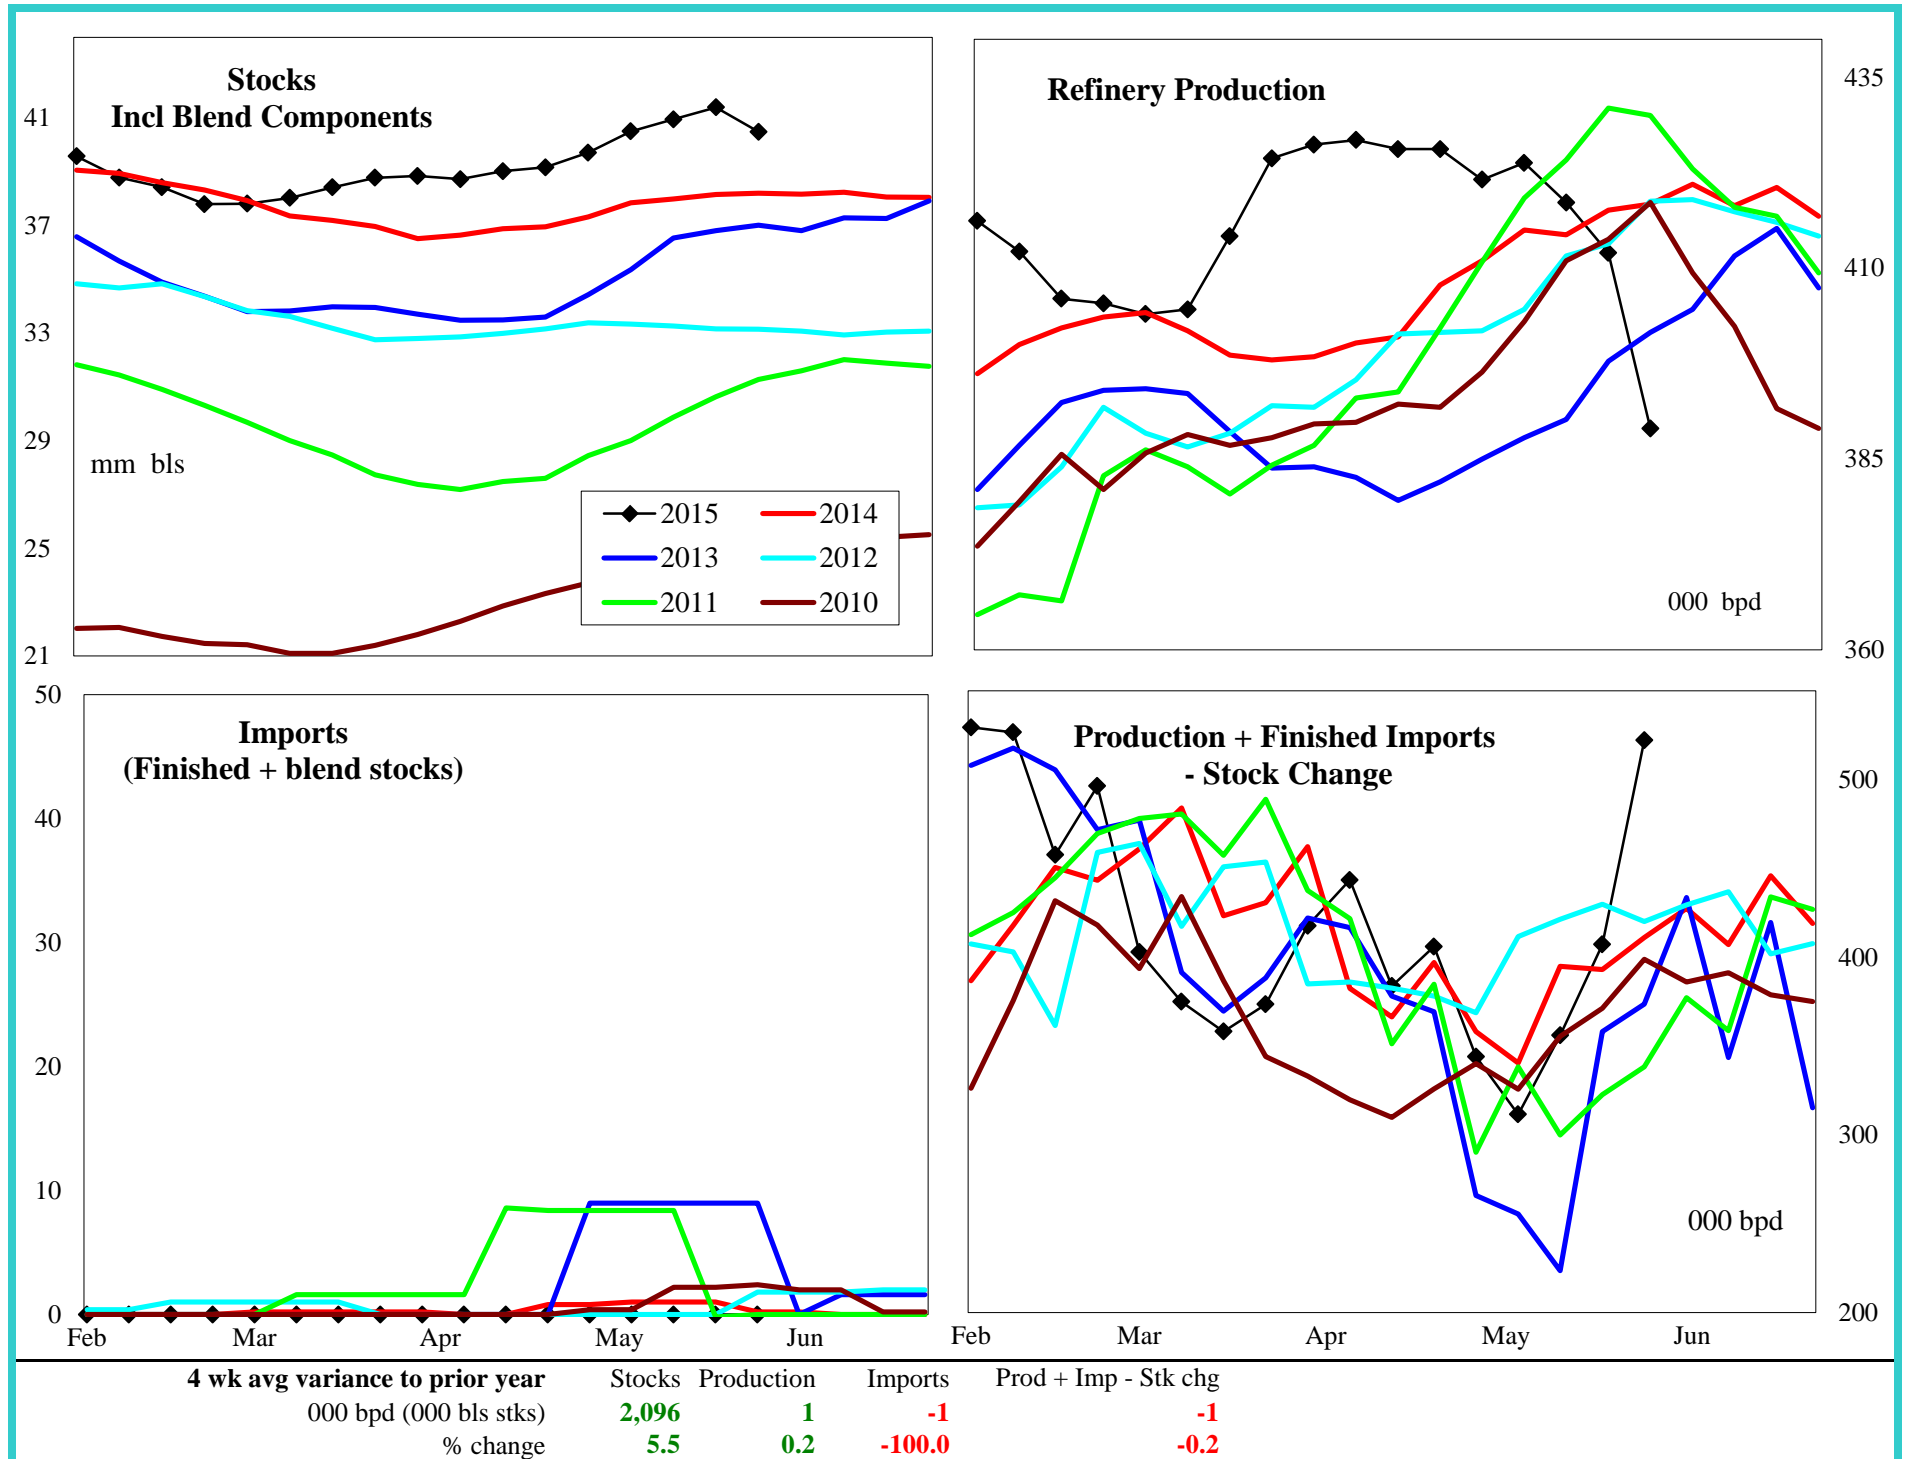 Stocks
Incl Blend Components
41
37
33
29
25
21
mm bls
2015
2014
2013
2012
2011
2010
Refinery Production
435
410
385
360
000 bpd
Imports
(Finished + blend stocks)
50
40
30
20
10
0
Feb Mar Apr May Jun
Production + Finished Imports
- Stock Change
500
400
300
200
000 bpd
Feb Mar Apr May Jun
4 wk avg variance to prior year Stocks Production Imports Prod + Imp - Stk chg
000 bpd (000 bls stks) 2,096 1 -1 -1
% change 5.5 0.2 -100.0 -0.2